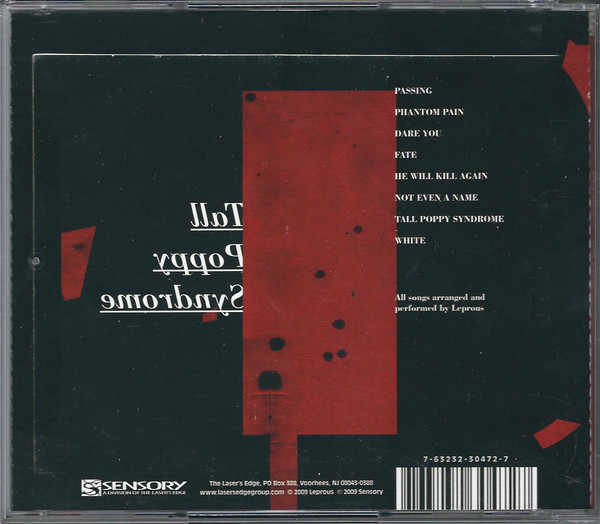 PASSING
PHANTOM PAIN
DARE YOU
FATE
HE WILL KILL AGAIN
NOT EVEN A NAME
TALL POPPY SYNDROME
WHITE
Tall
Poppy
Syndrome
All songs arranged and
performed by Leprous
7-63232-30472-7
SENSORY
A DIVISION OF THE LASER'S EDGE
The Laser's Edge, PO Box 388, Voorhees, NJ 08043-0388
www.lasersedgegroup.com © 2009 Leprous ℗ 2009 Sensory